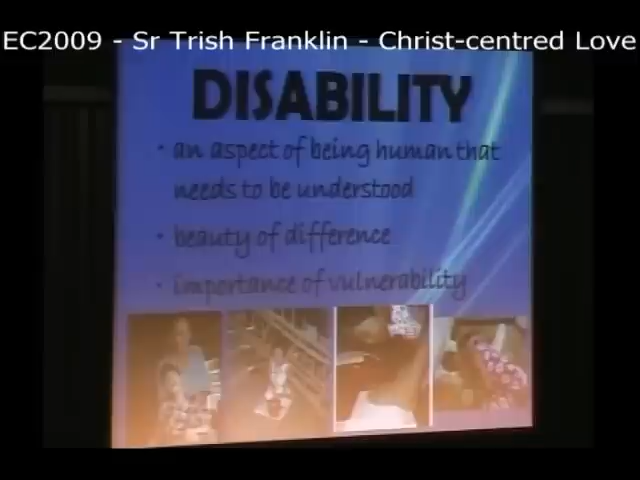 EC2009 - Sr Trish Franklin - Christ-centred Love
DISABILITY
• an aspect of being human that
needs to be understood
• beauty of difference
• importance of vulnerability